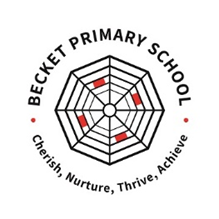 BECKET PRIMARY SCHOOL
Cherish, Nurture, Thrive, Achieve